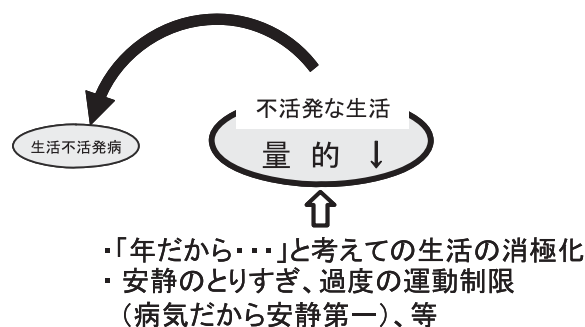 不活発な生活
生活不活発病
量的↓
・「年だから・・・」と考えての生活の消極化
・安静のとりすぎ、過度の運動制限
（病気だから安静第一）、等